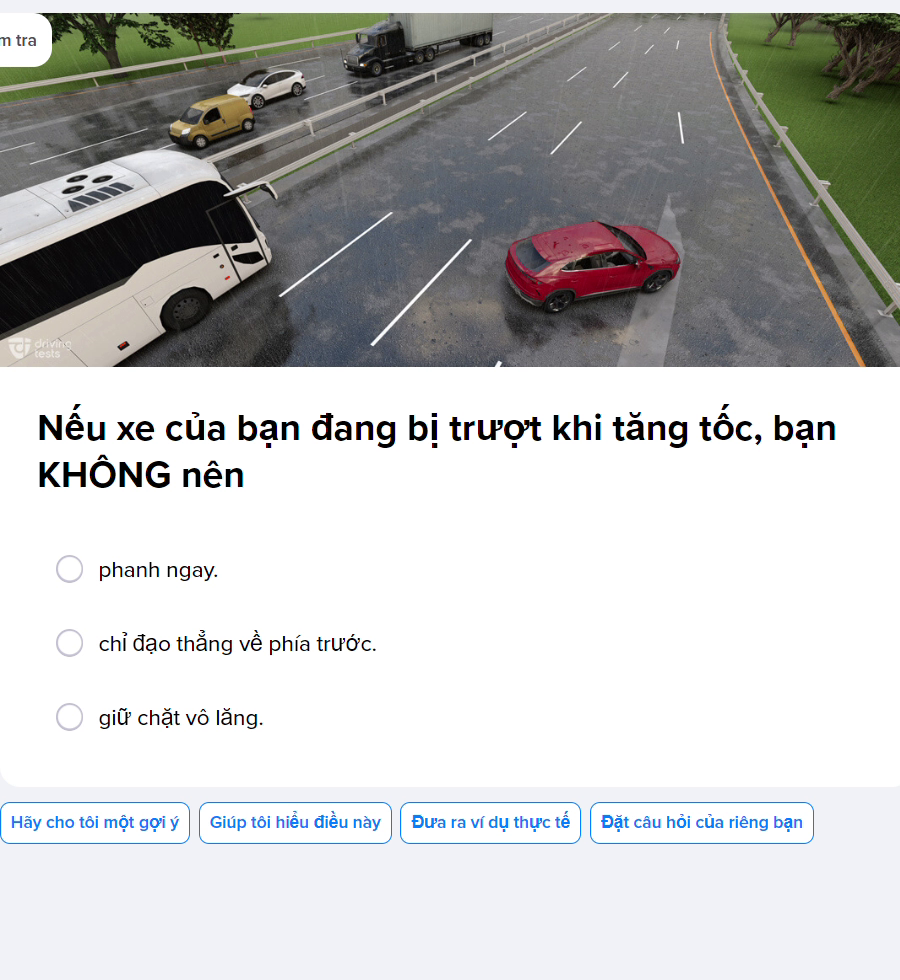 m tra
driving
tests
Nếu xe của bạn đang bị trượt khi tăng tốc, bạn
KHÔNG nên
phanh ngay.
chỉ đạo thẳng về phía trước.
giữ chặt vô lăng.
Hãy cho tôi một gợi ý
Giúp tôi hiểu điều này
Đưa ra ví dụ thực tế
Đặt câu hỏi của riêng bạn